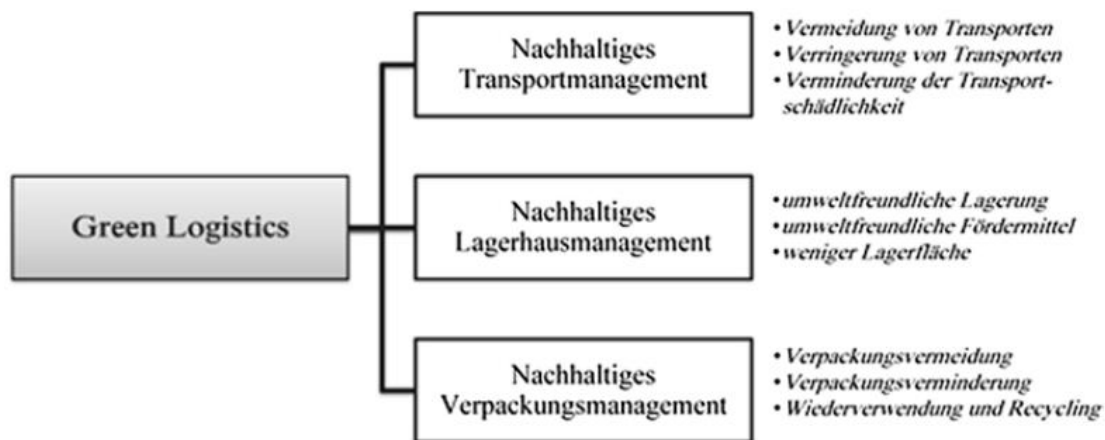 Nachhaltiges
Transportmanagement
• Vermeidung von Transporten
• Verringerung von Transporten
• Verminderung der Transport-
schädlichkeit
Green Logistics
Nachhaltiges
Lagerhausmanagement
• umweltfreundliche Lagerung
• umweltfreundliche Fördermittel
• weniger Lagerfläche
Nachhaltiges
Verpackungsmanagement
• Verpackungsvermeidung
• Verpackungsverminderung
• Wiederverwendung und Recycling